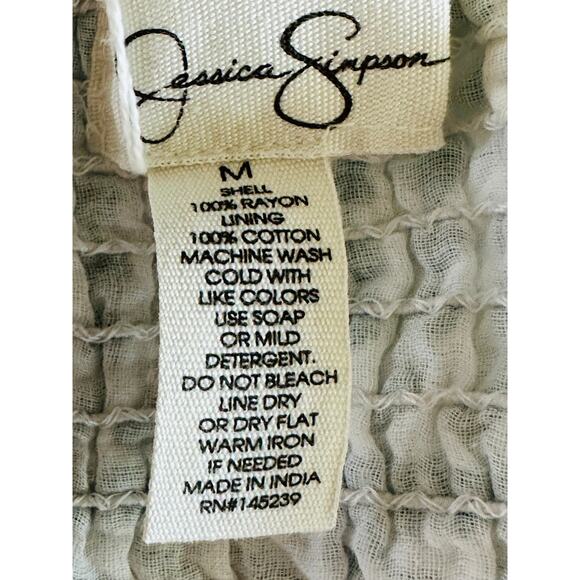 Jessica Simpson
M
SHELL
100% RAYON
LINING
100% COTTON
MACHINE WASH
COLD WITH
LIKE COLORS
USE SOAP
OR MILD
DETERGENT.
DO NOT BLEACH
LINE DRY
OR DRY FLAT
WARM IRON
IF NEEDED
MADE IN INDIA
RN#145239